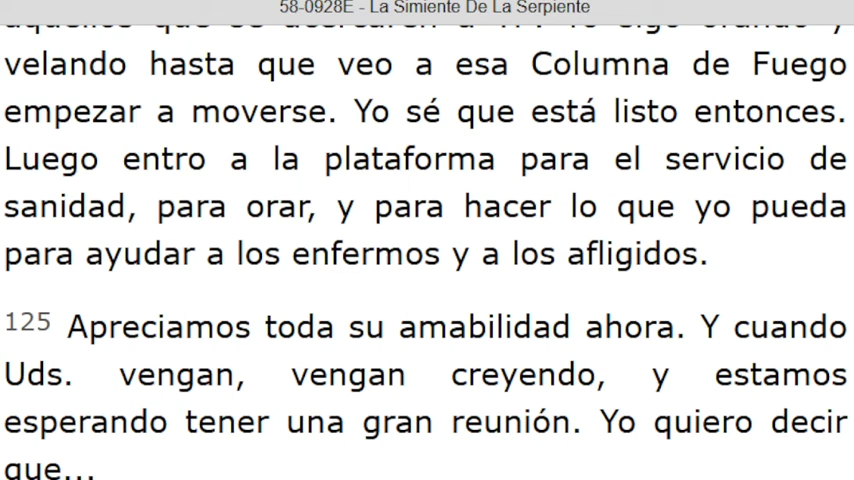 58-0928E - La Simiente De La Serpiente
velando hasta que veo a esa Columna de Fuego
empezar a moverse. Yo sé que está listo entonces.
Luego entro a la plataforma para el servicio de
sanidad, para orar, y para hacer lo que yo pueda
para ayudar a los enfermos y a los afligidos.
125 Apreciamos toda su amabilidad ahora. Y cuando
Uds. vengan, vengan creyendo, y estamos
esperando tener una gran reunión. Yo quiero decir
que...